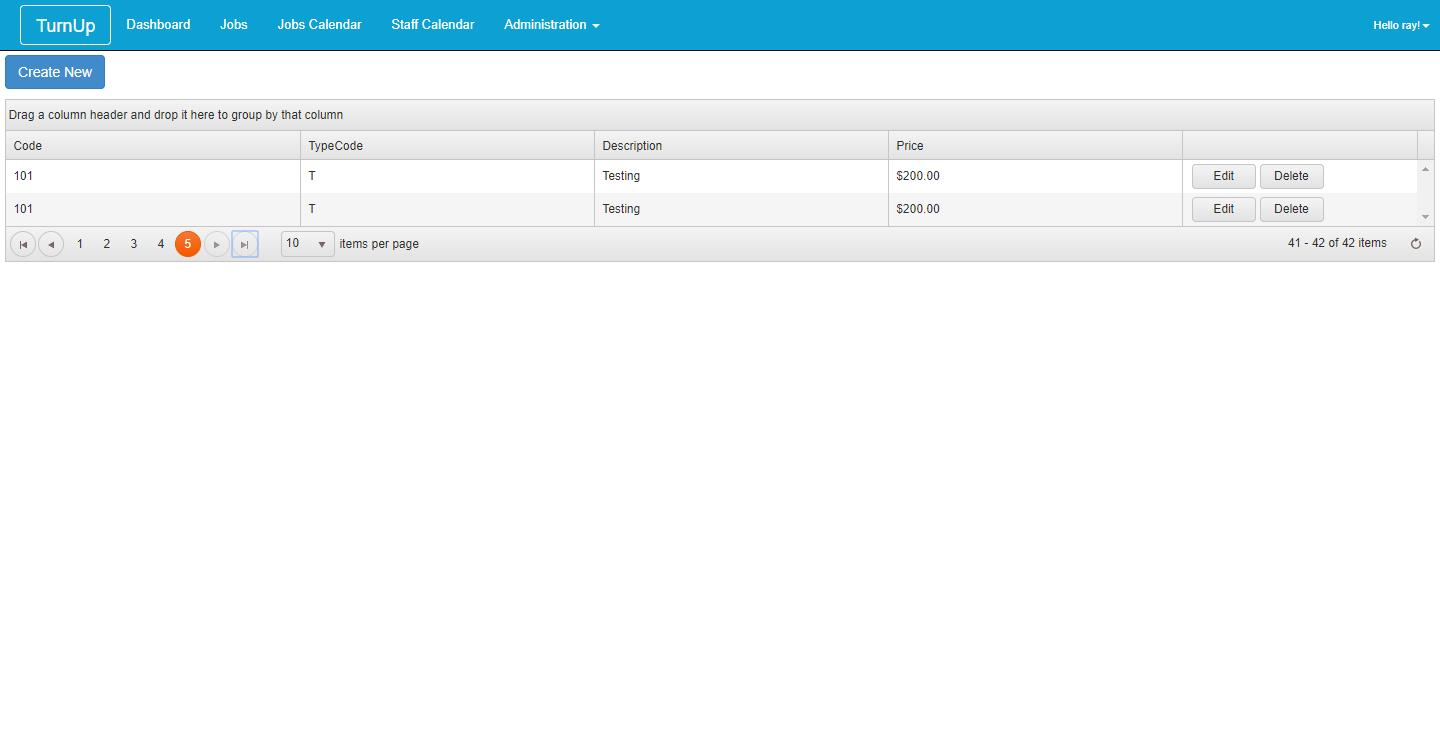 TurnUp Dashboard Jobs Jobs Calendar Staff Calendar Administration Hello ray!
Create New
Drag a column header and drop it here to group by that column
Code TypeCode Description Price
101 T Testing $200.00 Edit Delete
101 T Testing $200.00 Edit Delete
1 2 3 4 5 10 items per page 41 - 42 of 42 items